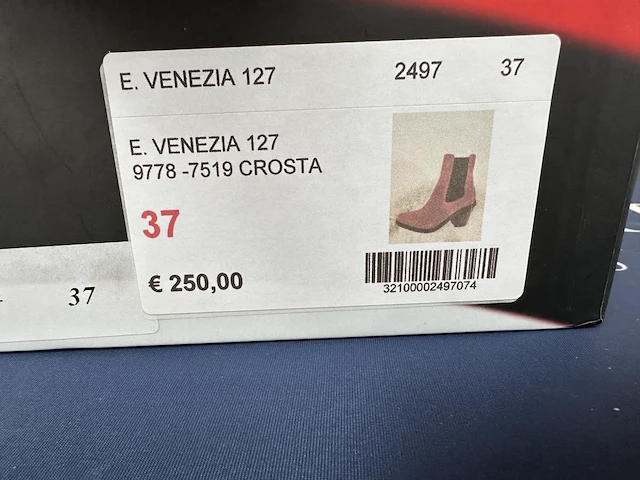 E. VENEZIA 127 2497 37
E. VENEZIA 127
9778 -7519 CROSTA
37
€ 250,00
32100002497074
37